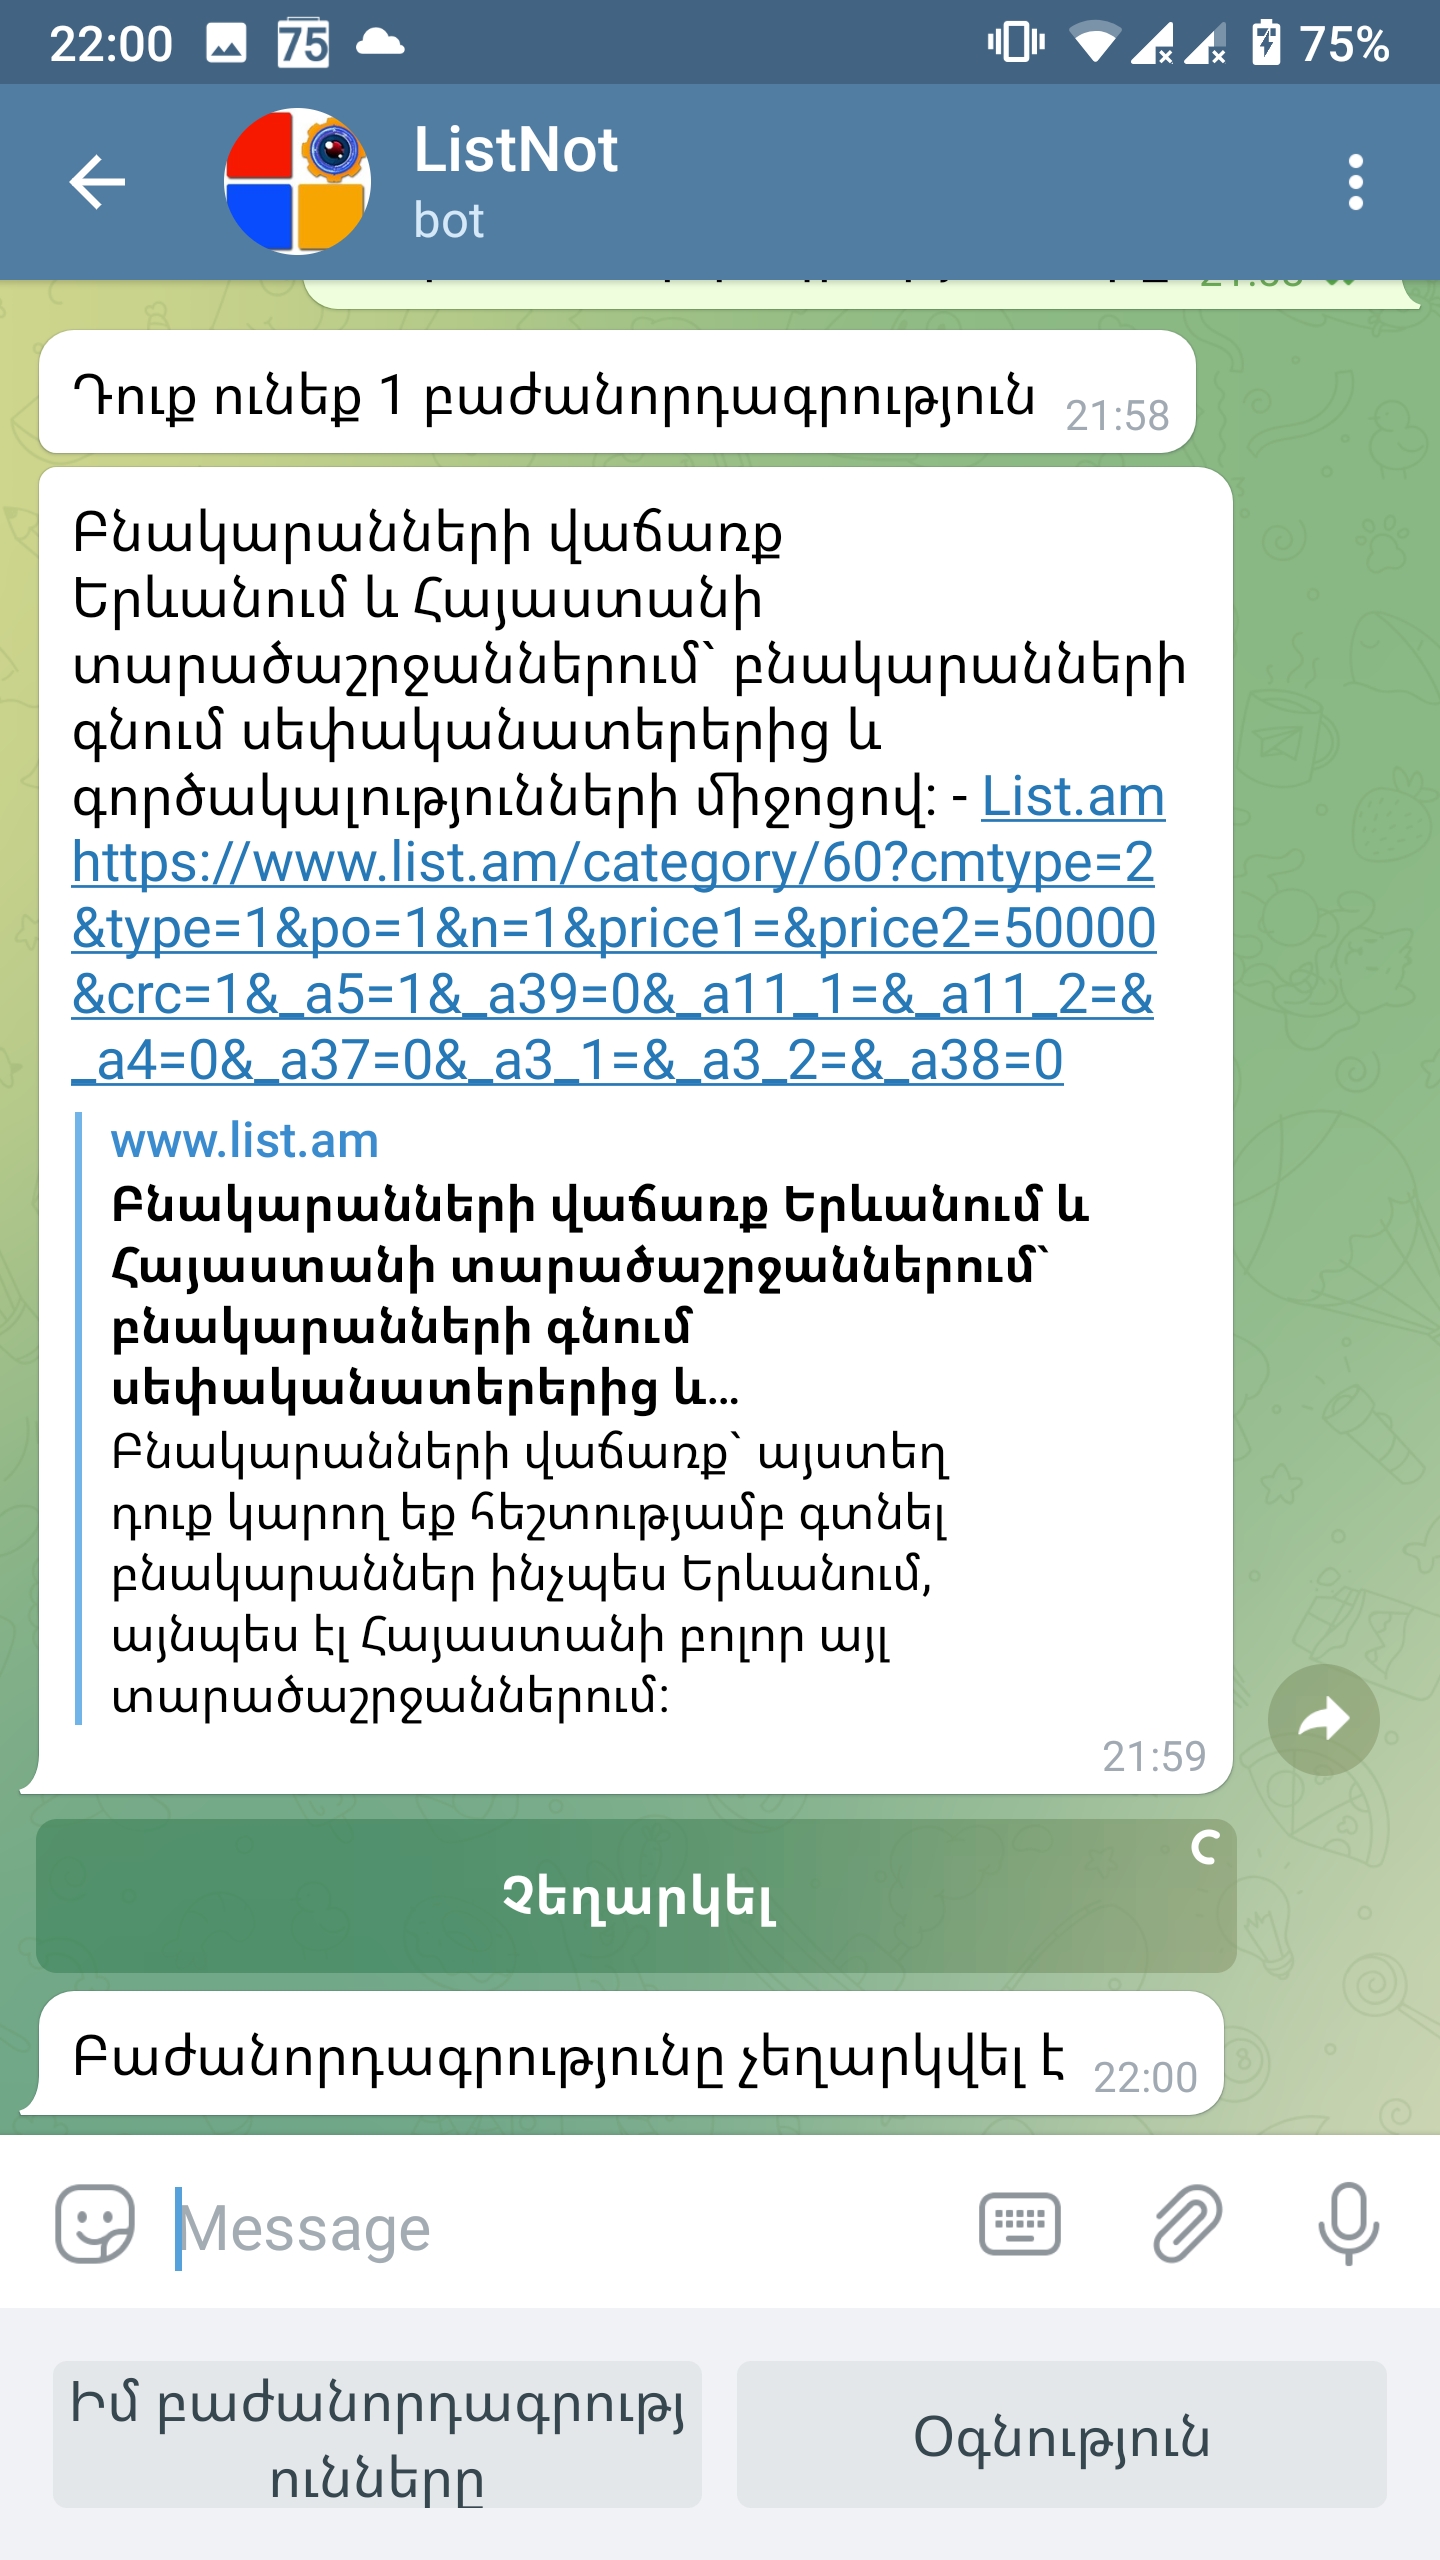 22:00 75 75%
ListNot
bot
Դուք ունեք 1 բաժանորդագրություն 21:58
Բնակարանների վաճառք
Երևանում և Հայաստանի
տարածաշրջաններում՝ բնակարանների
գնում սեփականատերերից և
գործակալությունների միջոցով: - List.am
https://www.list.am/category/60?cmtype=2
&type=1&po=1&n=1&price1=&price2=50000
&crc=1&_a5=1&_a39=0&_a11_1=&_a11_2=&
_a4=0&_a37=0&_a3_1=&_a3_2=&_a38=0
www.list.am
Բնակարանների վաճառք Երևանում և
Հայաստանի տարածաշրջաններում՝
բնակարանների գնում
սեփականատերերից և...
Բնակարանների վաճառք՝ այստեղ
դուք կարող եք հեշտությամբ գտնել
բնակարաններ ինչպես Երևանում,
այնպես էլ Հայաստանի բոլոր այլ
տարածաշրջաններում:
21:59
Չեղարկել
Բաժանորդագրությունը չեղարկվել է 22:00
Message
Իմ բաժանորդագրությ
ունները
Օգնություն